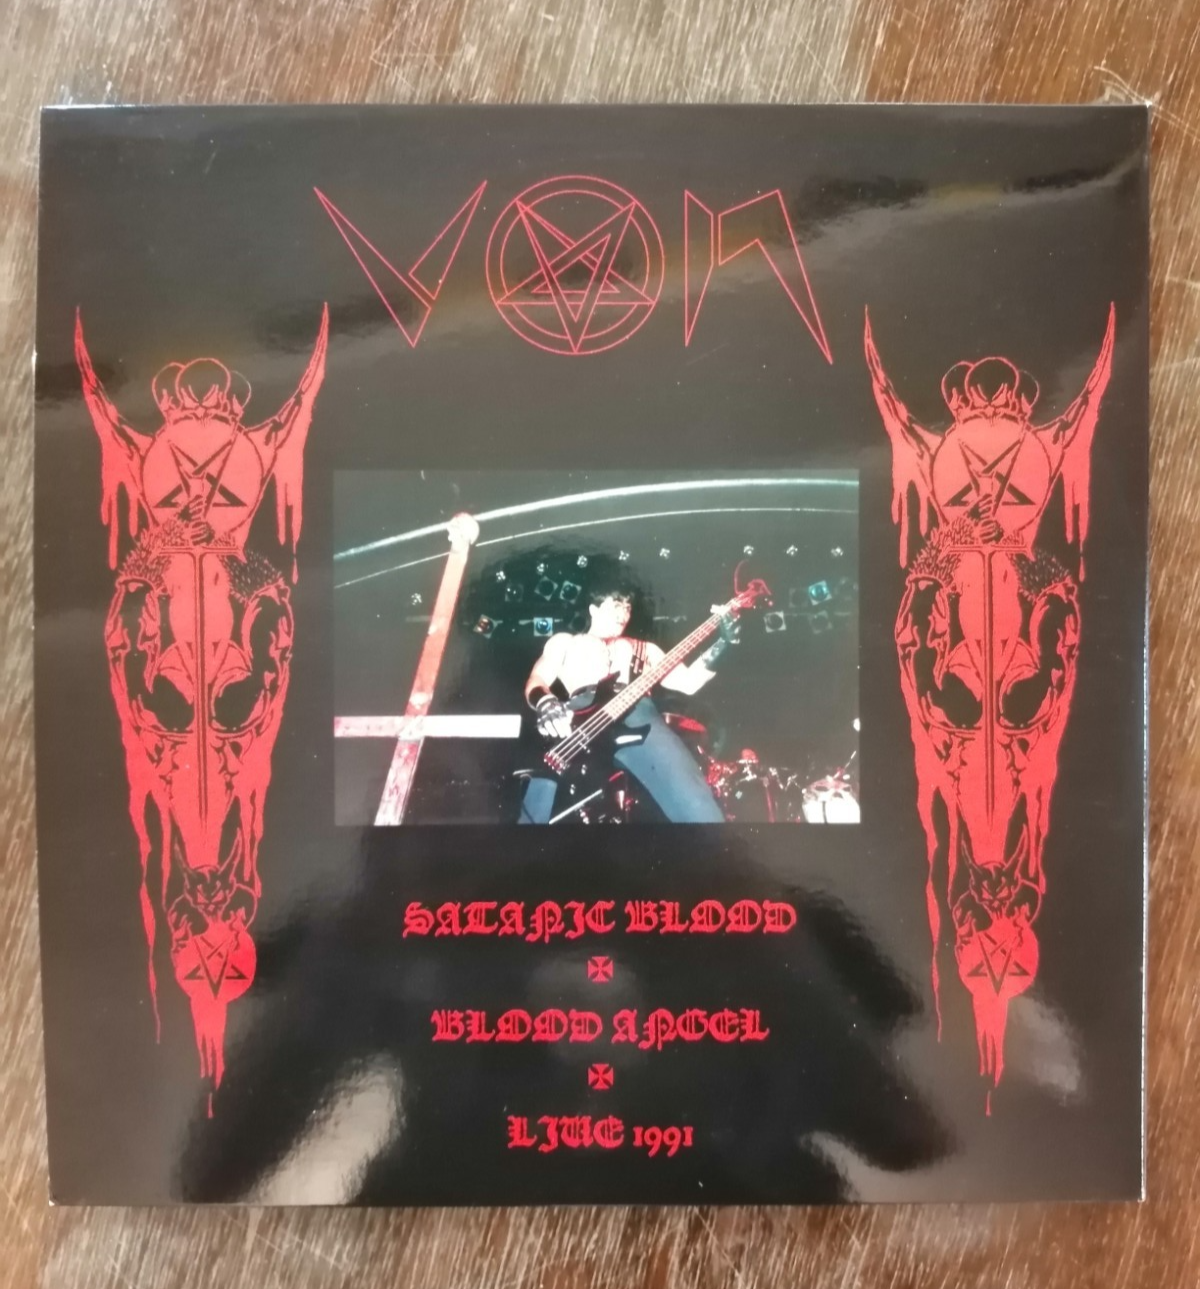 VON
SATANIC BLOOD
BLOOD ANGEL
LIVE 1991